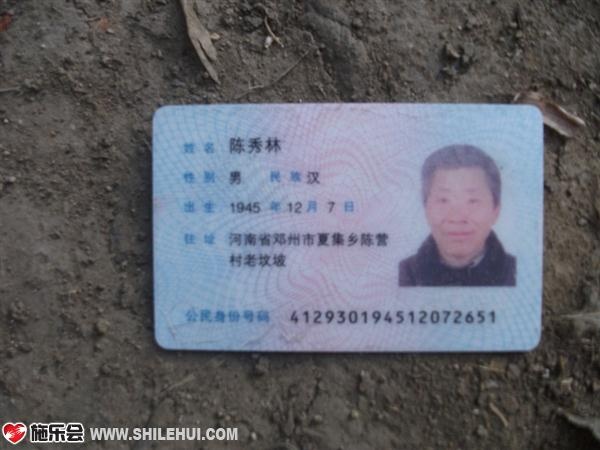 姓名 陈秀林
性别 男 民族 汉
出生 1945 年 12 月 7 日
住址 河南省邓州市夏集乡陈营
村老坟坡
公民身份号码 412930194512072651
施乐会 WWW.SHILEHUI.COM